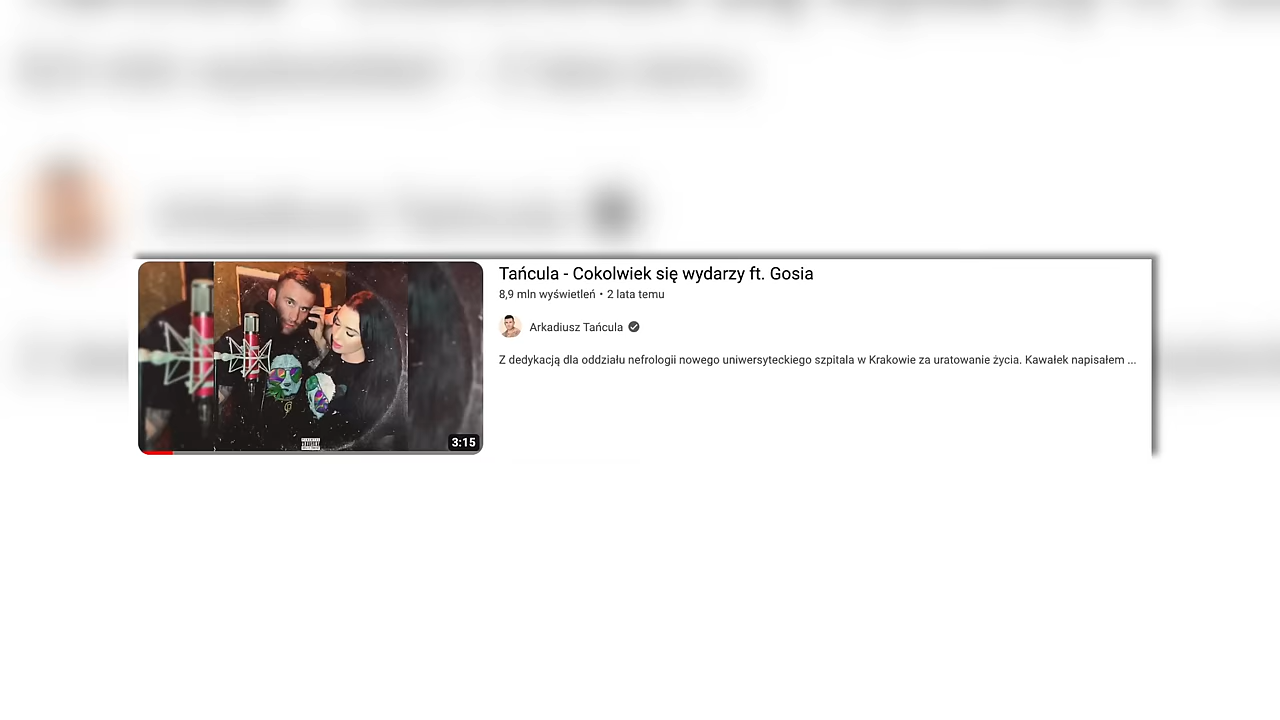 Tańcula - Cokolwiek się wydarzy ft. Gosia
8,9 mln wyświetleń • 2 lata temu
Arkadiusz Tańcula
Z dedykacją dla oddziału nefrologii nowego uniwersyteckiego szpitala w Krakowie za uratowanie życia. Kawałek napisałem ...
3:15